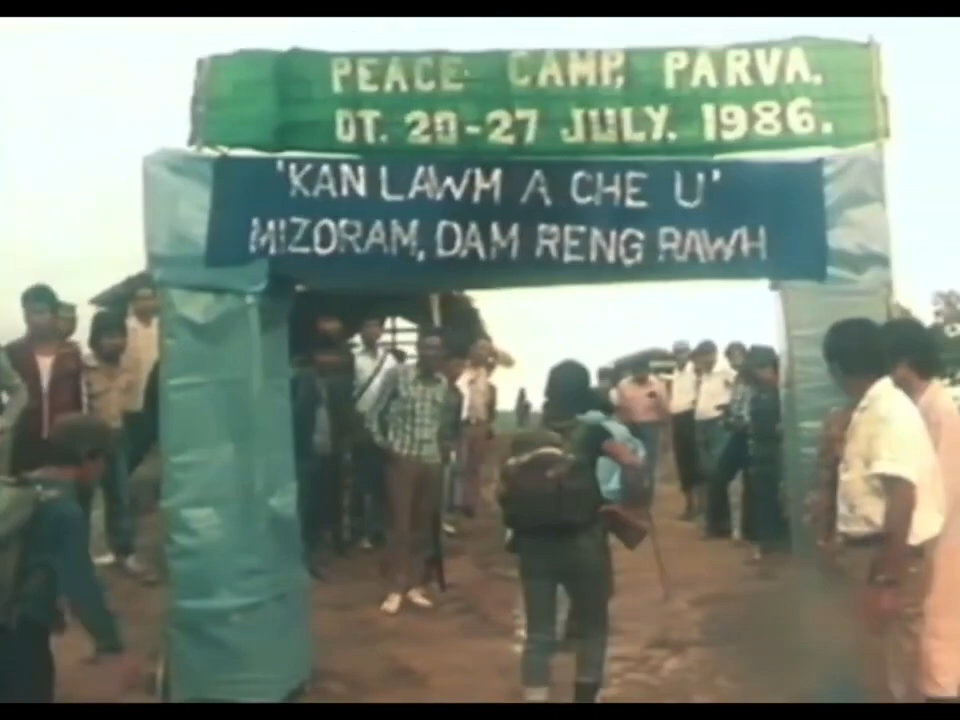 PEACE CAMP, PARVA.
DT. 20-27 JULY. 1986.
'KAN LAWM A CHE U'
MIZORAM, DAM RENG RAWH